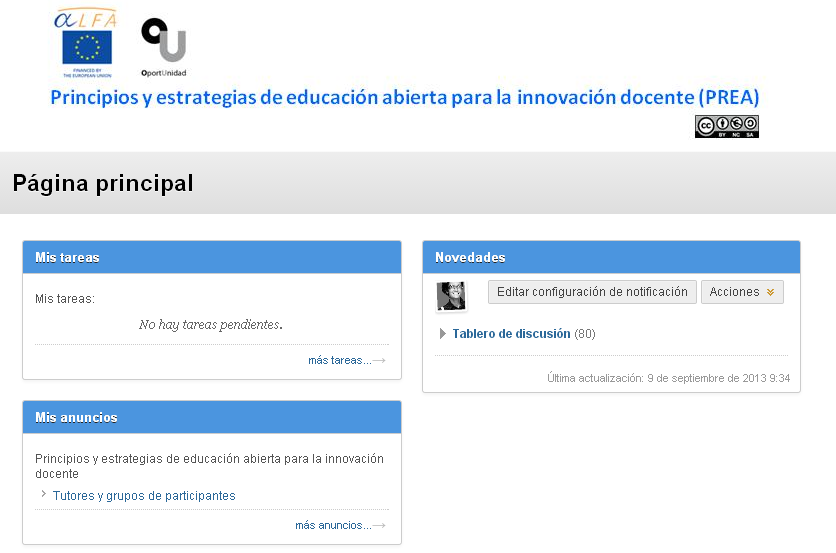 αLFA
FINANCED BY
THE EUROPEAN UNION
OU
OportUnidad
Principios y estrategias de educación abierta para la innovación docente (PREA)
cc
BY NC SA
Página principal
Mis tareas
Mis tareas:
No hay tareas pendientes.
más tareas...→
Mis anuncios
Principios y estrategias de educación abierta para la innovación
docente
Tutores y grupos de participantes
más anuncios...→
Novedades
Editar configuración de notificación
Acciones
Tablero de discusión (80)
Última actualización: 9 de septiembre de 2013 9:34